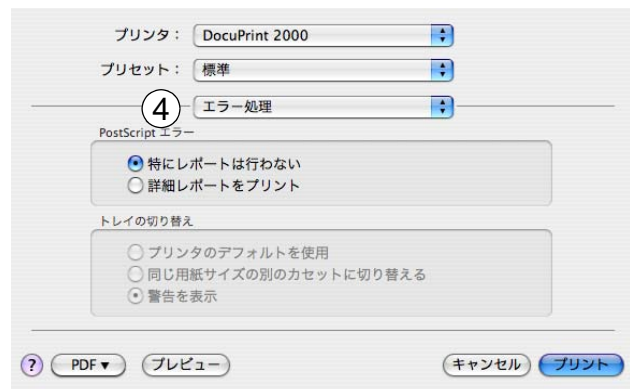 プリンタ： DocuPrint 2000
プリセット： 標準
④ エラー処理
PostScript エラー
特にレポートは行わない
詳細レポートをプリント
トレイの切り替え
プリンタのデフォルトを使用
同じ用紙サイズの別のカセットに切り替える
警告を表示
? PDF▼ プレビュー キャンセル プリント